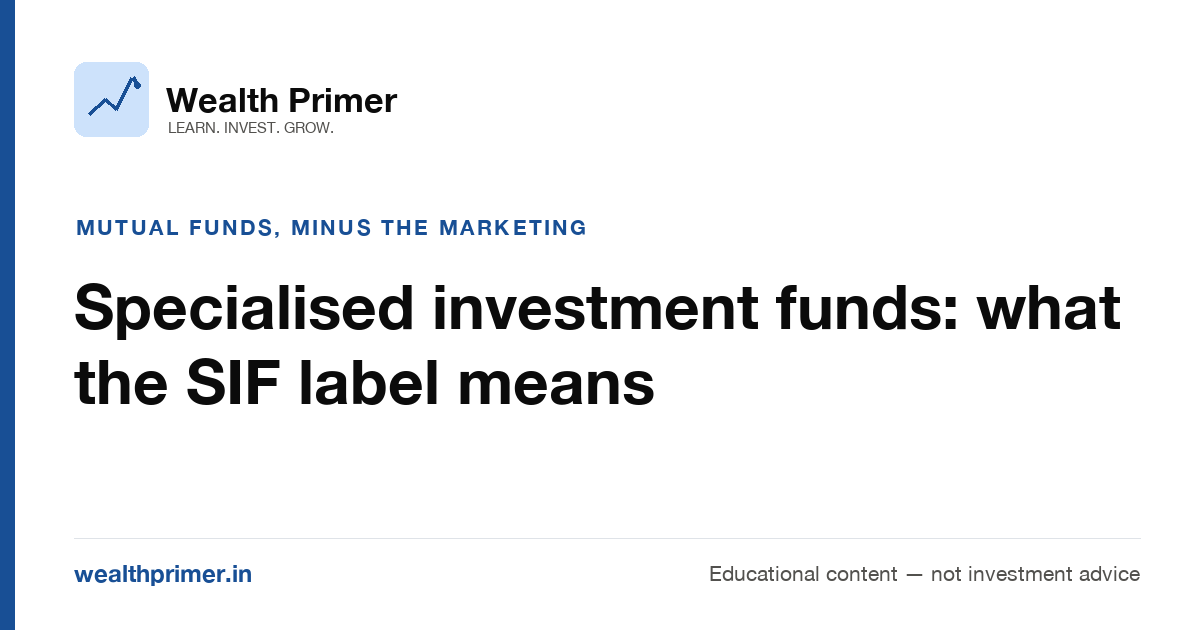 Wealth Primer
LEARN. INVEST. GROW.
MUTUAL FUNDS, MINUS THE MARKETING
Specialised investment funds: what
the SIF label means
wealthprimer.in
Educational content — not investment advice